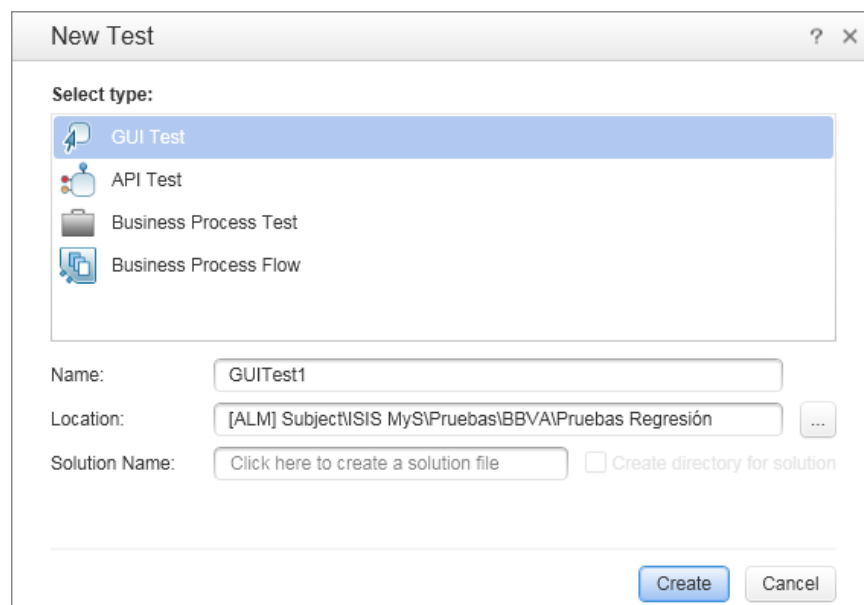 New Test
?
Select type:
GUI Test
API Test
Business Process Test
Business Process Flow
Name: GUITest1
Location: [ALM] Subject\ISIS MyS\Pruebas\BBVA\Pruebas Regresión ...
Solution Name: Click here to create a solution file Create directory for solution
Create Cancel